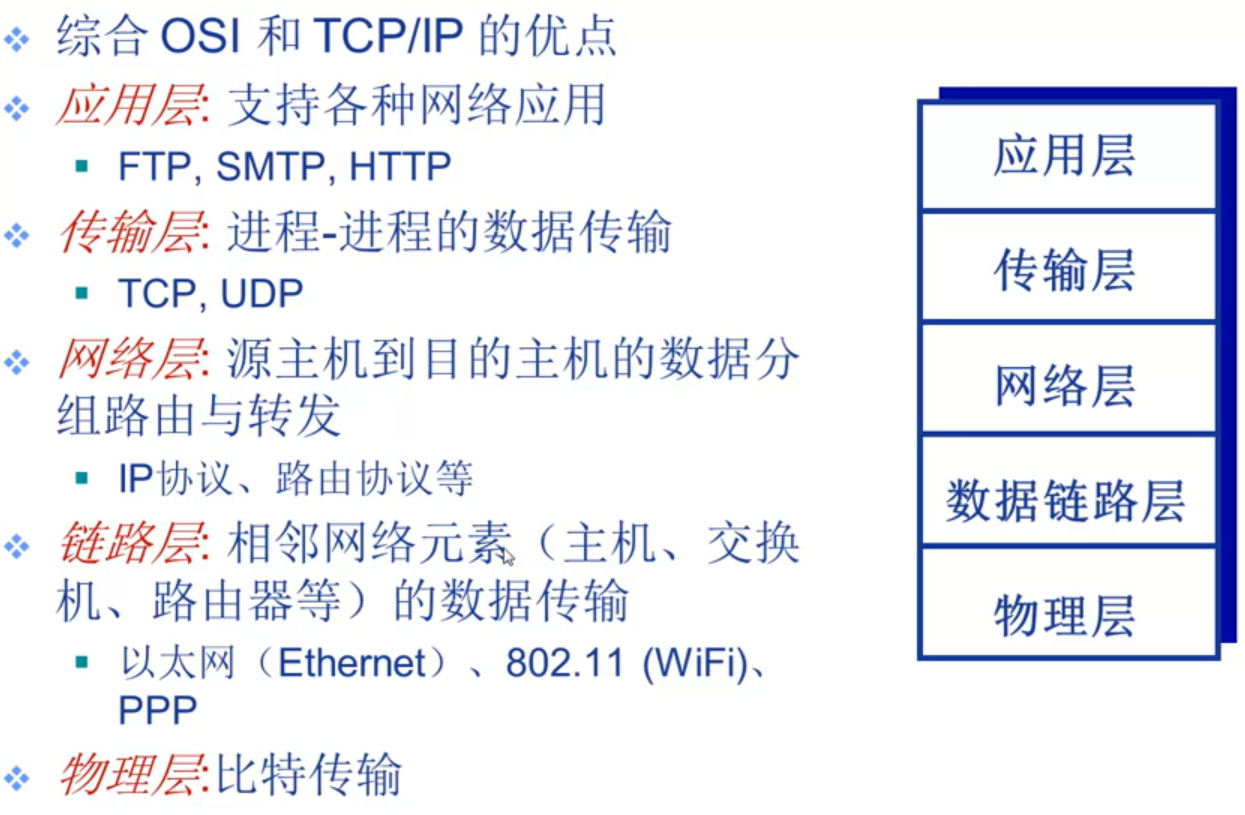 综合 OSI 和 TCP/IP 的优点
应用层: 支持各种网络应用
FTP, SMTP, HTTP
传输层: 进程-进程的数据传输
TCP, UDP
网络层: 源主机到目的主机的数据分
组路由与转发
IP协议、路由协议等
链路层: 相邻网络元素（主机、交换
机、路由器等）的数据传输
以太网（Ethernet）、802.11 (WiFi)、
PPP
物理层:比特传输
应用层
传输层
网络层
数据链路层
物理层